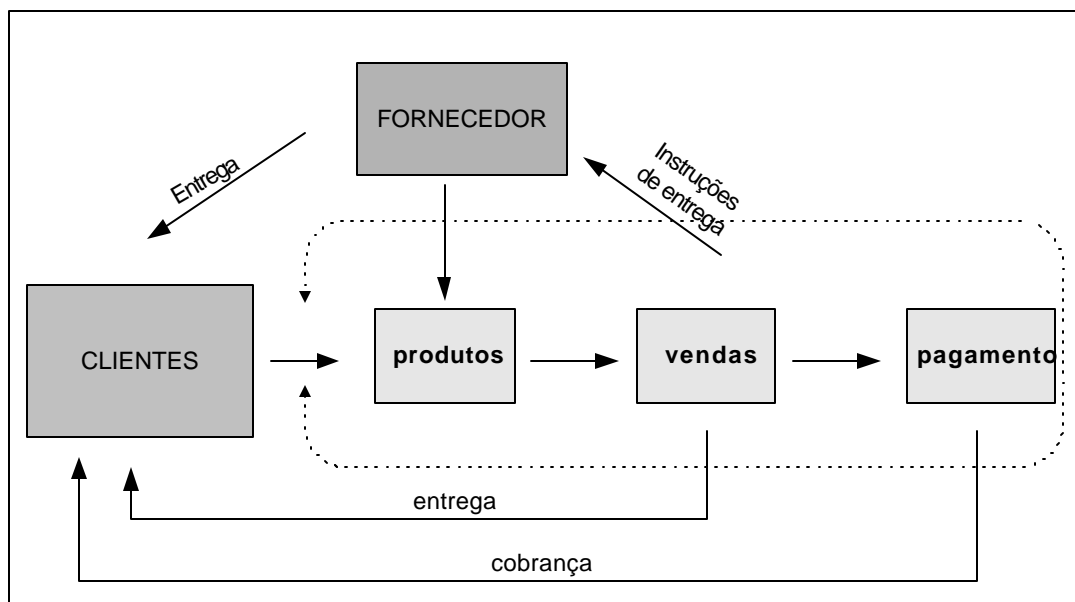 FORNECEDOR
Entrega
Instruções
de entrega
CLIENTES
produtos
vendas
pagamento
entrega
cobrança